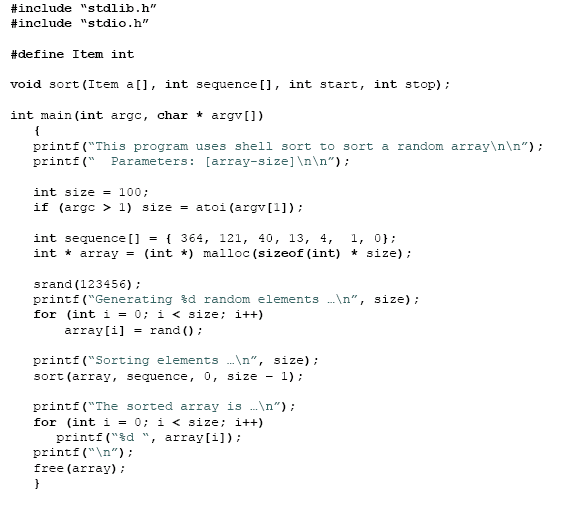 #include “stdlib.h”
#include “stdio.h”
#define Item int
void sort(Item a[], int sequence[], int start, int stop);
int main(int argc, char * argv[])
{
printf(“This program uses shell sort to sort a random array\n\n”);
printf(“  Parameters: [array-size]\n\n”);
int size = 100;
if (argc > 1) size = atoi(argv[1]);
int sequence[] = { 364, 121, 40, 13, 4,  1, 0};
int * array = (int *) malloc(sizeof(int) * size);
srand(123456);
printf(“Generating %d random elements …\n”, size);
for (int i = 0; i < size; i++)
array[i] = rand();
printf(“Sorting elements …\n”, size);
sort(array, sequence, 0, size – 1);
printf(“The sorted array is …\n”);
for (int i = 0; i < size; i++)
printf(“%d “, array[i]);
printf(“\n”);
free(array);
}